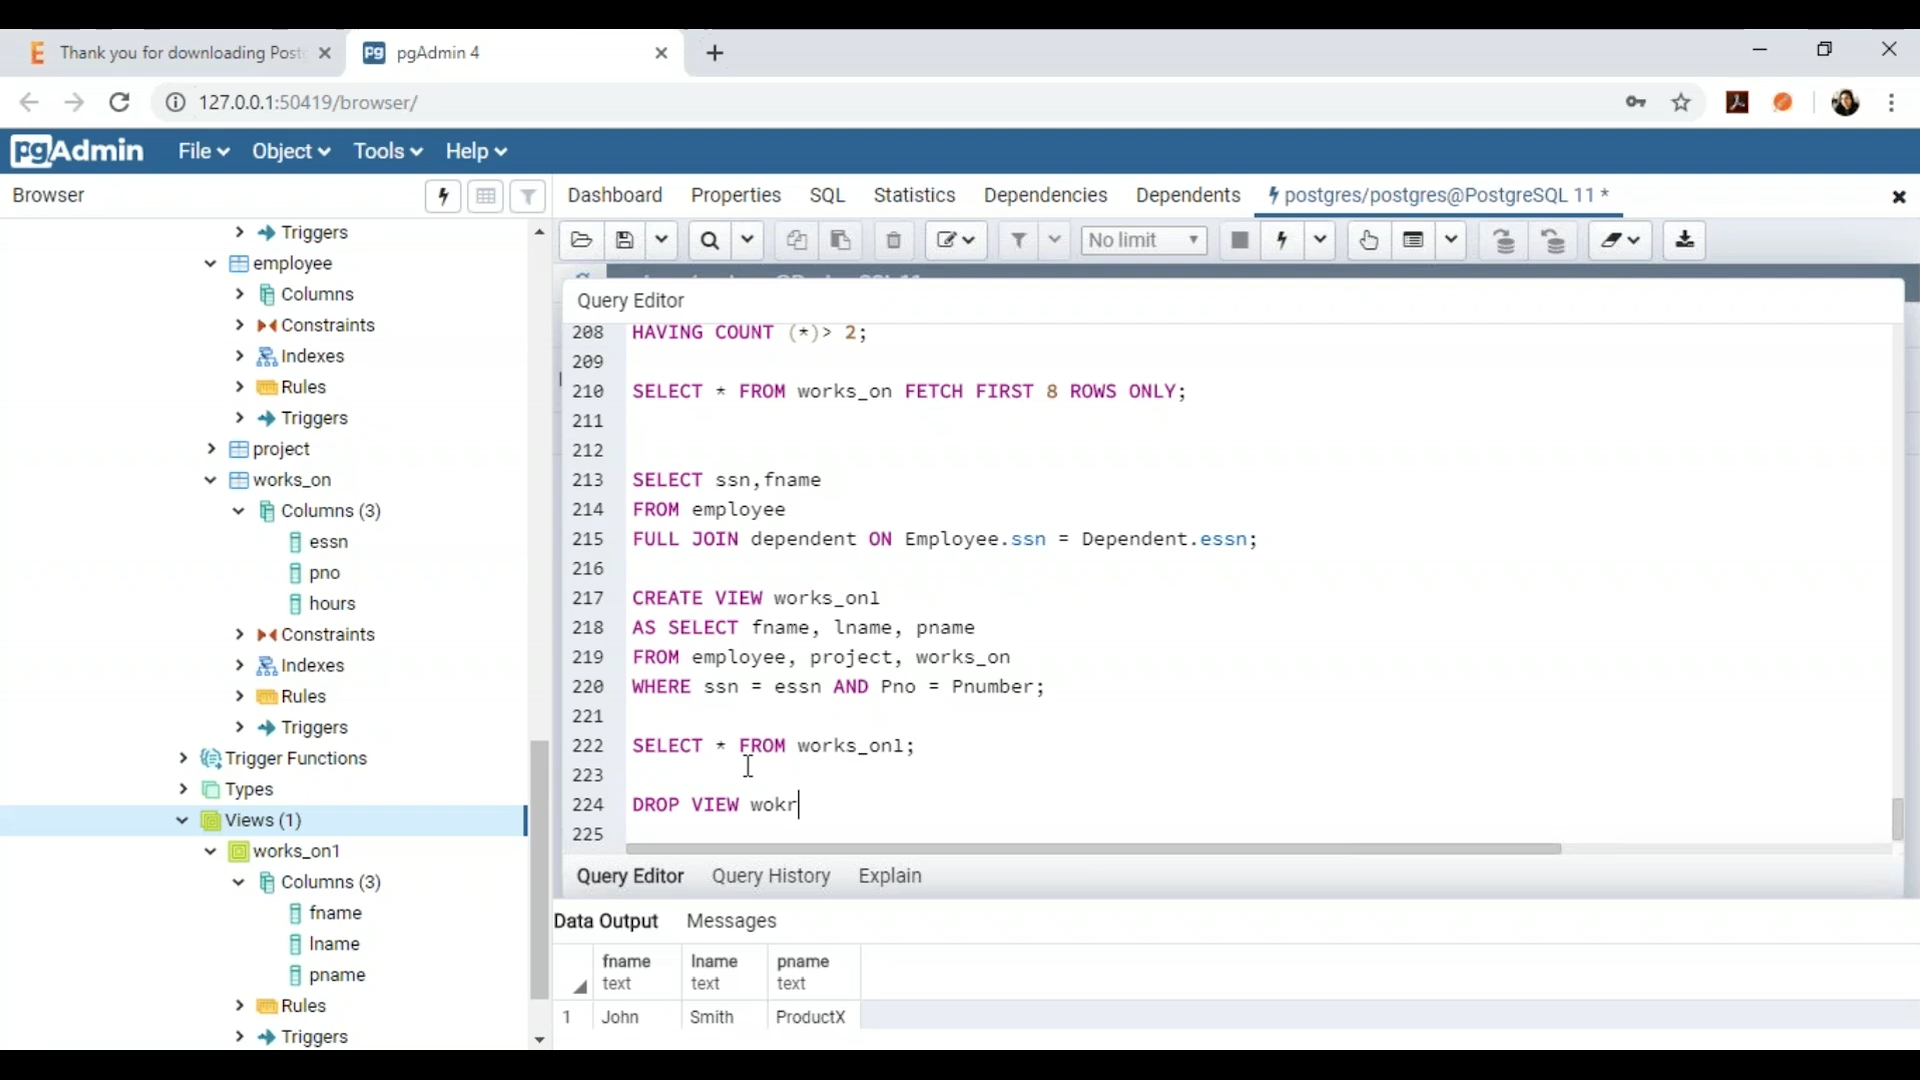 Thank you for downloading Post
pgAdmin 4
127.0.0.1:50419/browser/
pgAdmin File Object Tools Help
Browser
Dashboard Properties SQL Statistics Dependencies Dependents postgres/postgres@PostgreSQL 11 *
No limit
Triggers
employee
Columns
Constraints
Indexes
Rules
Triggers
project
works_on
Columns (3)
essn
pno
hours
Constraints
Indexes
Rules
Triggers
Trigger Functions
Types
Views (1)
works_on1
Columns (3)
fname
lname
pname
Rules
Triggers
Query Editor
208 HAVING COUNT (*)> 2;
209
210 SELECT * FROM works_on FETCH FIRST 8 ROWS ONLY;
211
212
213 SELECT ssn,fname
214 FROM employee
215 FULL JOIN dependent ON Employee.ssn = Dependent.essn;
216
217 CREATE VIEW works_on1
218 AS SELECT fname, lname, pname
219 FROM employee, project, works_on
220 WHERE ssn = essn AND Pno = Pnumber;
221
222 SELECT * FROM works_on1;
223
224 DROP VIEW wokr
225
Query Editor Query History Explain
Data Output Messages
fname lname pname
text text text
1 John Smith ProductX